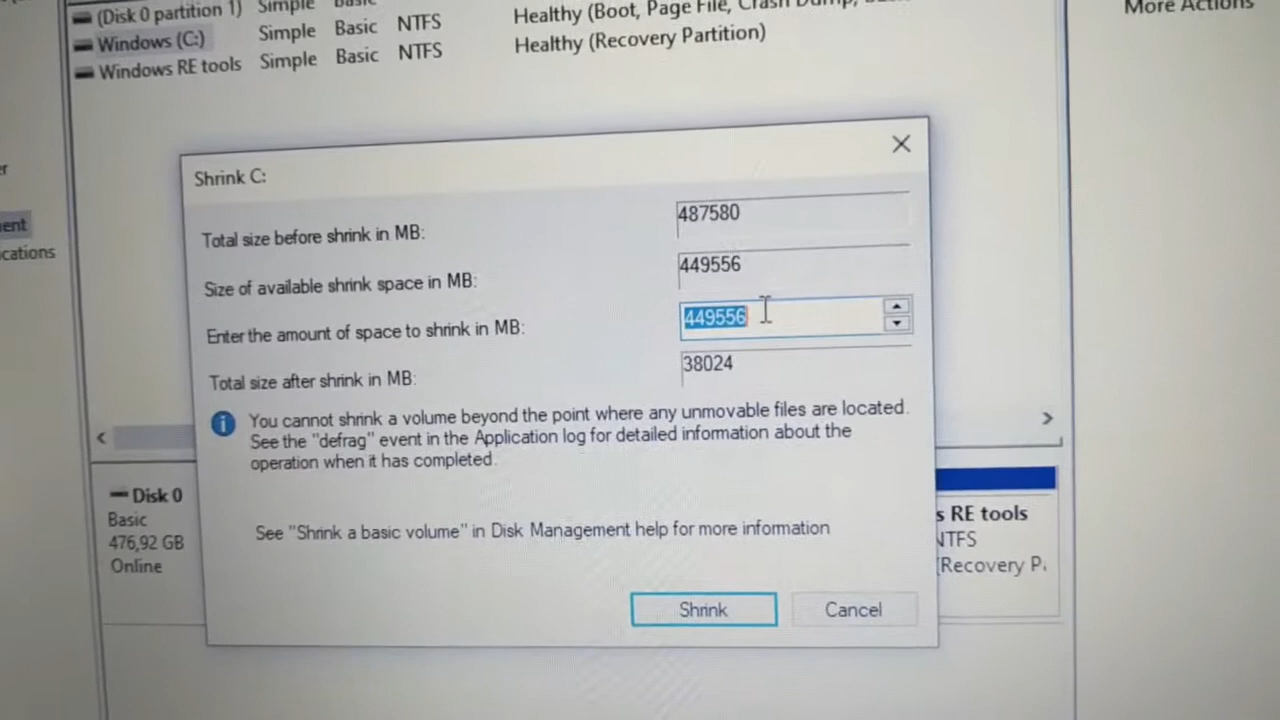 (Disk 0 partition 1) Simple Basic
Windows (C:) Simple Basic NTFS Healthy (Boot, Page File, Crash Dump,
Windows RE tools Simple Basic NTFS Healthy (Recovery Partition)
More Actions
ent
cations
Shrink C:
Total size before shrink in MB: 487580
Size of available shrink space in MB: 449556
Enter the amount of space to shrink in MB: 449556
Total size after shrink in MB: 38024
You cannot shrink a volume beyond the point where any unmovable files are located.
See the "defrag" event in the Application log for detailed information about the
operation when it has completed.
See "Shrink a basic volume" in Disk Management help for more information
Shrink Cancel
Disk 0
Basic
476,92 GB
Online
s RE tools
NTFS
(Recovery P.